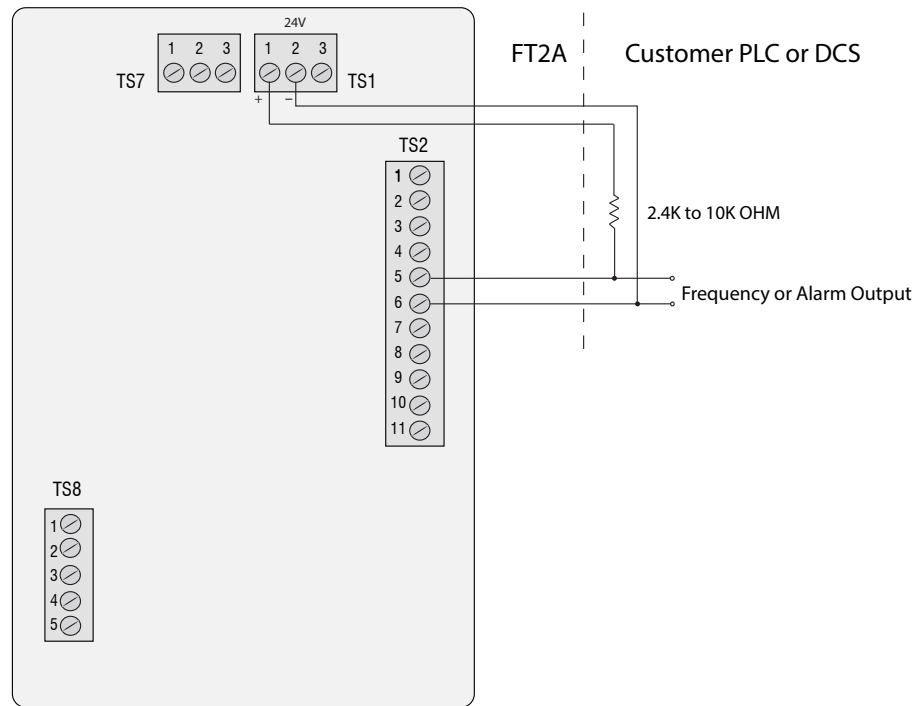 24V
1 2 3
1 2 3
TS7
TS1
+ −
FT2A
Customer PLC or DCS
TS2
1
2
3
4
5
6
7
8
9
10
11
2.4K to 10K OHM
Frequency or Alarm Output
TS8
1
2
3
4
5